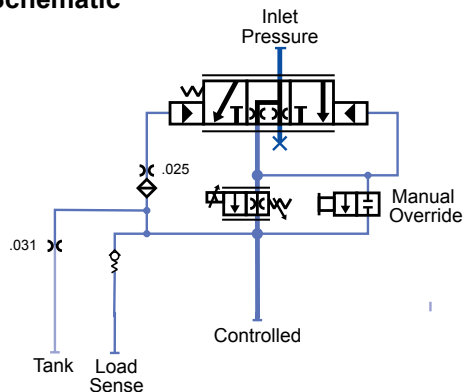 Schematic
Inlet
Pressure
.025
Manual
Override
.031
Controlled
Tank
Load
Sense